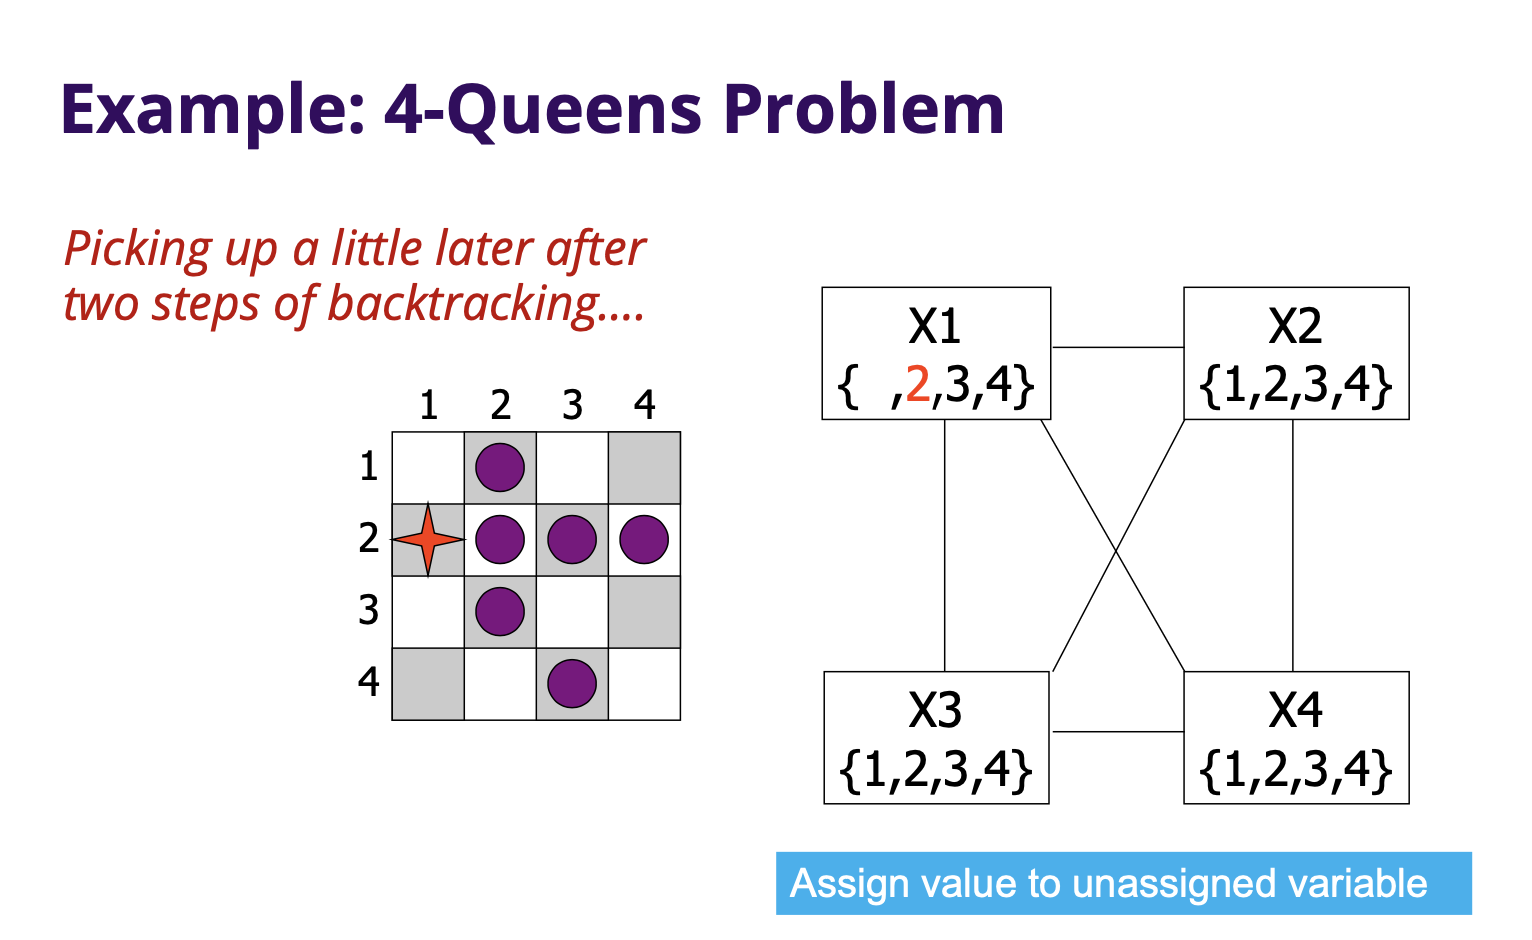 Example: 4-Queens Problem
Picking up a little later after
two steps of backtracking....
1 2 3 4
1
2
3
4
X1
{ ,2,3,4}
X2
{1,2,3,4}
X3
{1,2,3,4}
X4
{1,2,3,4}
Assign value to unassigned variable